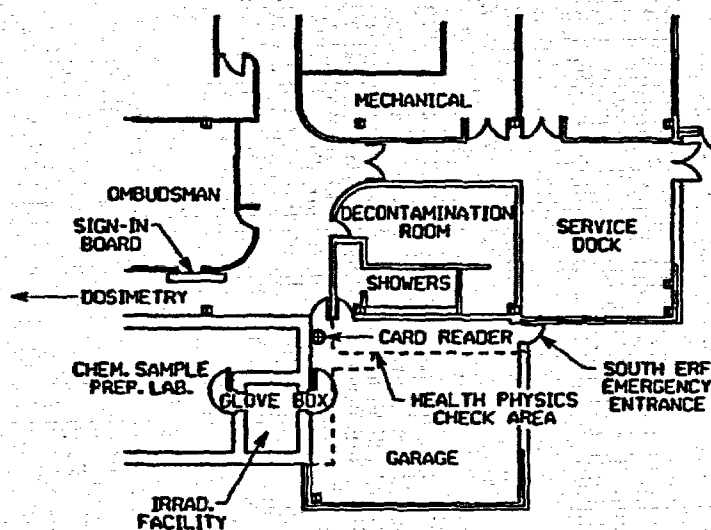 MECHANICAL
OMBUDSMAN
SIGN-IN
BOARD
DECONTAMINATION
ROOM
SERVICE
DOCK
SHOWERS
DOSIMETRY
CARD READER
CHEM. SAMPLE
PREP. LAB.
GLOVE BOX
HEALTH PHYSICS
CHECK AREA
SOUTH ERF
EMERGENCY
ENTRANCE
GARAGE
IRRAD.
FACILITY